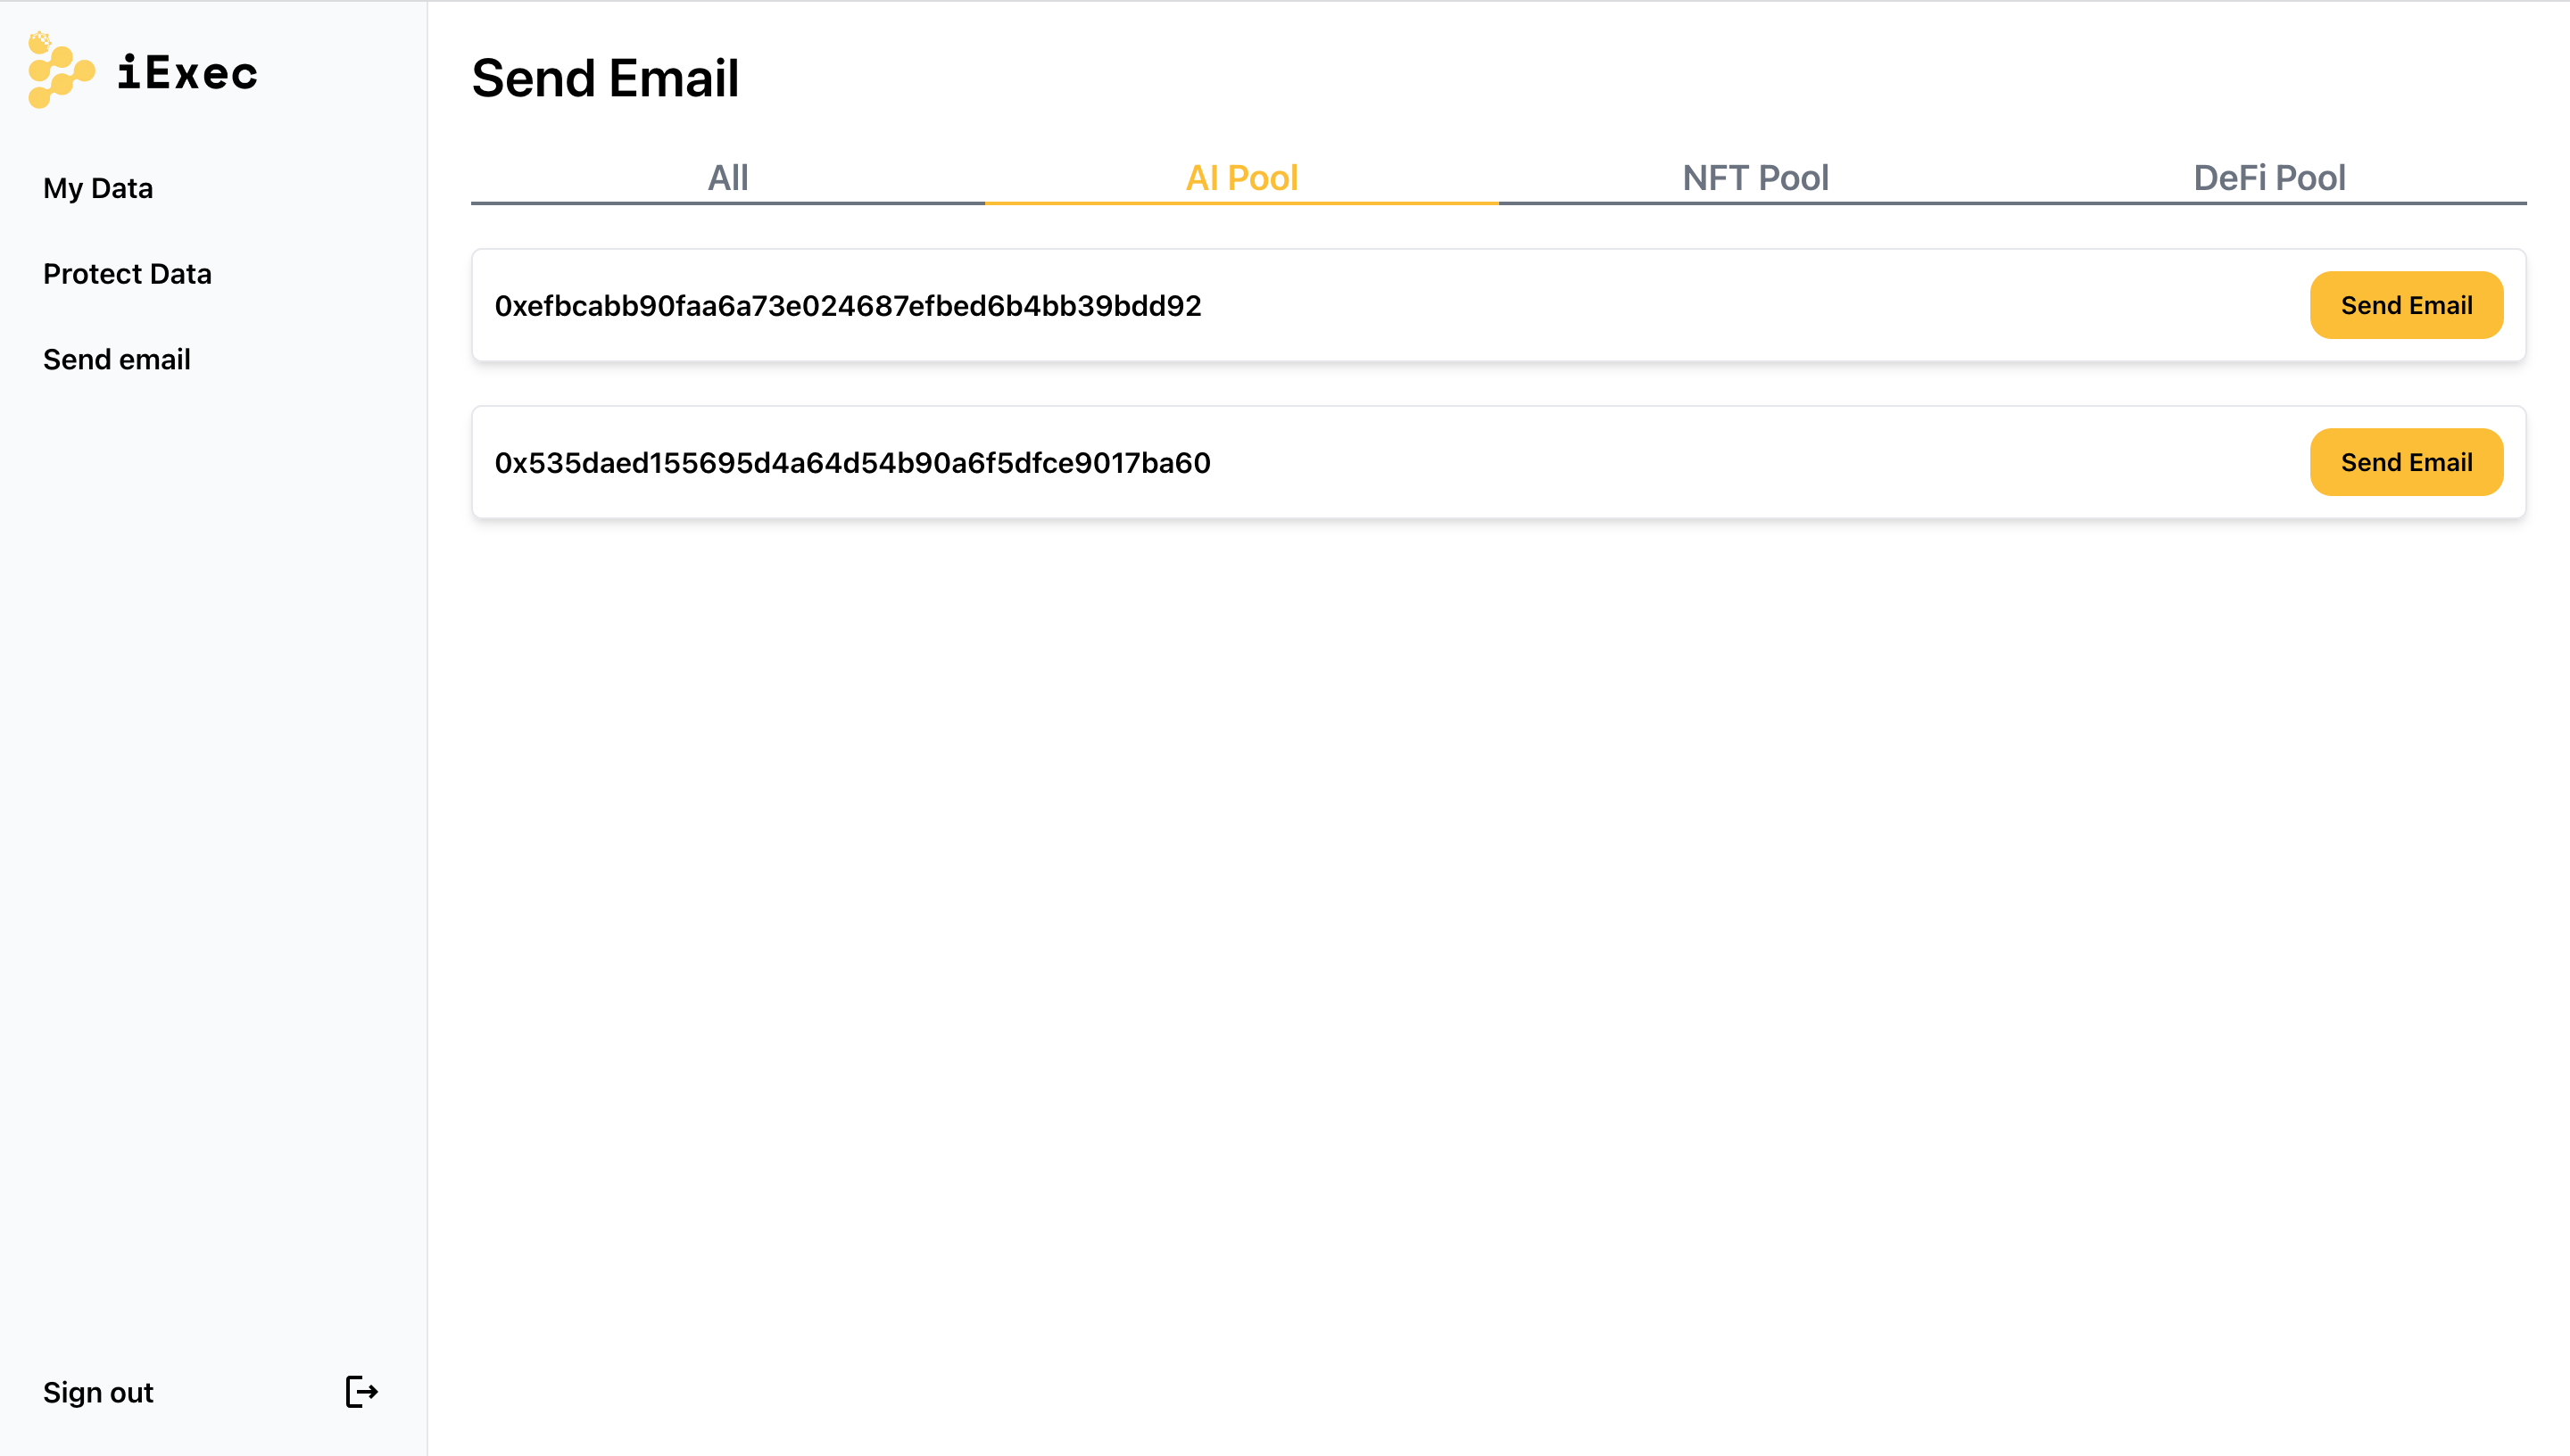 iExec
My Data
Protect Data
Send email
Sign out
Send Email
All
AI Pool
NFT Pool
DeFi Pool
0xefbcabb90faa6a73e024687efbed6b4bb39bdd92
Send Email
0x535daed155695d4a64d54b90a6f5dfce9017ba60
Send Email